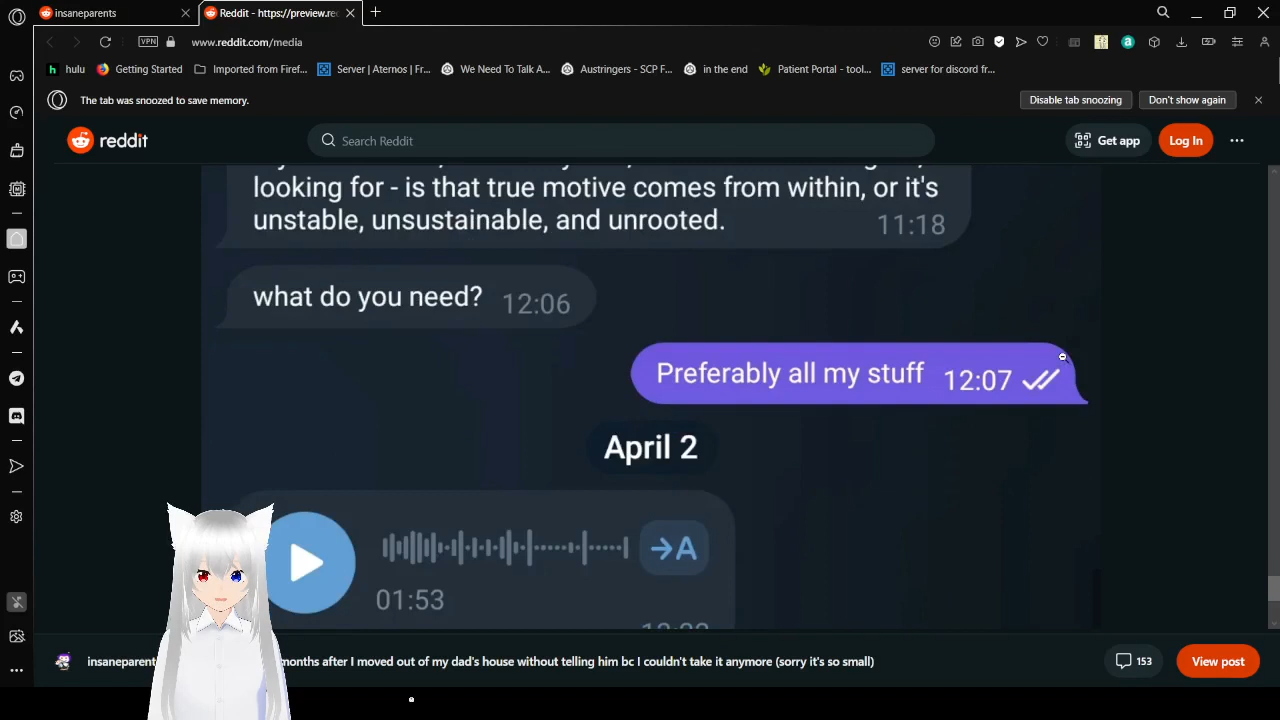 insaneparents
Reddit - https://preview.rec
VPN
www.reddit.com/media
hulu
Getting Started
Imported from Firef...
Server | Aternos | Fr...
We Need To Talk A...
Austringers - SCP F...
in the end
Patient Portal - tool...
server for discord fr...
The tab was snoozed to save memory.
Disable tab snoozing
Don't show again
reddit
Search Reddit
Get app
Log In
looking for - is that true motive comes from within, or it's
unstable, unsustainable, and unrooted.
11:18
what do you need? 12:06
Preferably all my stuff 12:07
April 2
→A
01:53
insaneparent
months after I moved out of my dad's house without telling him bc I couldn't take it anymore (sorry it's so small)
153
View post